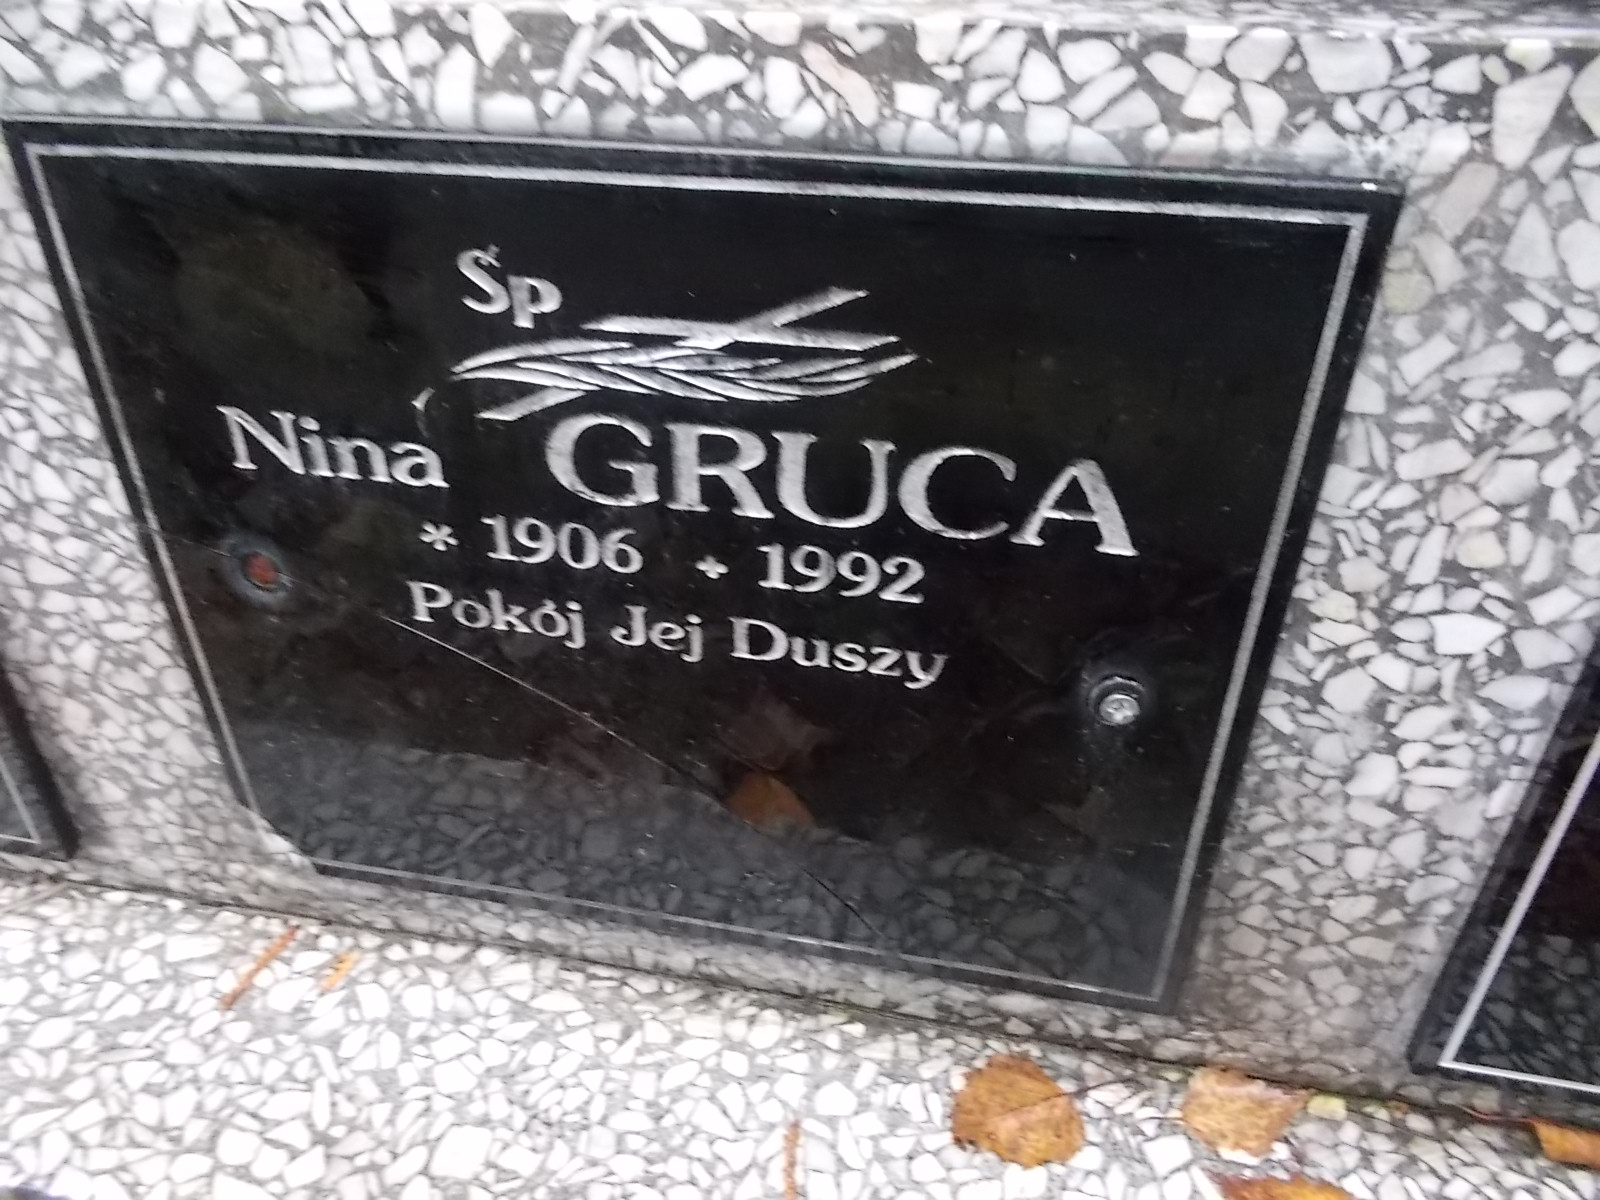 Śp
Nina GRUCA
* 1906 + 1992
Pokój Jej Duszy